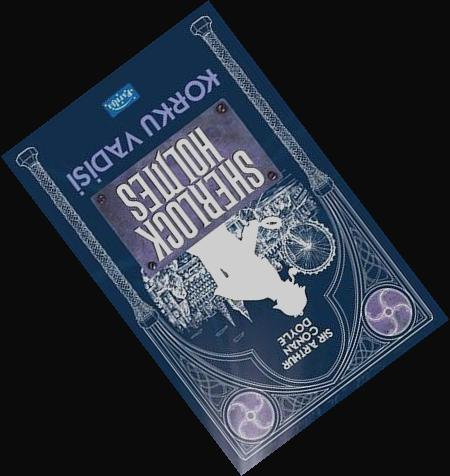 SIR ARTHUR
CONAN
DOYLE
SHERLOCK
HOLMES
KORKU VADİSİ